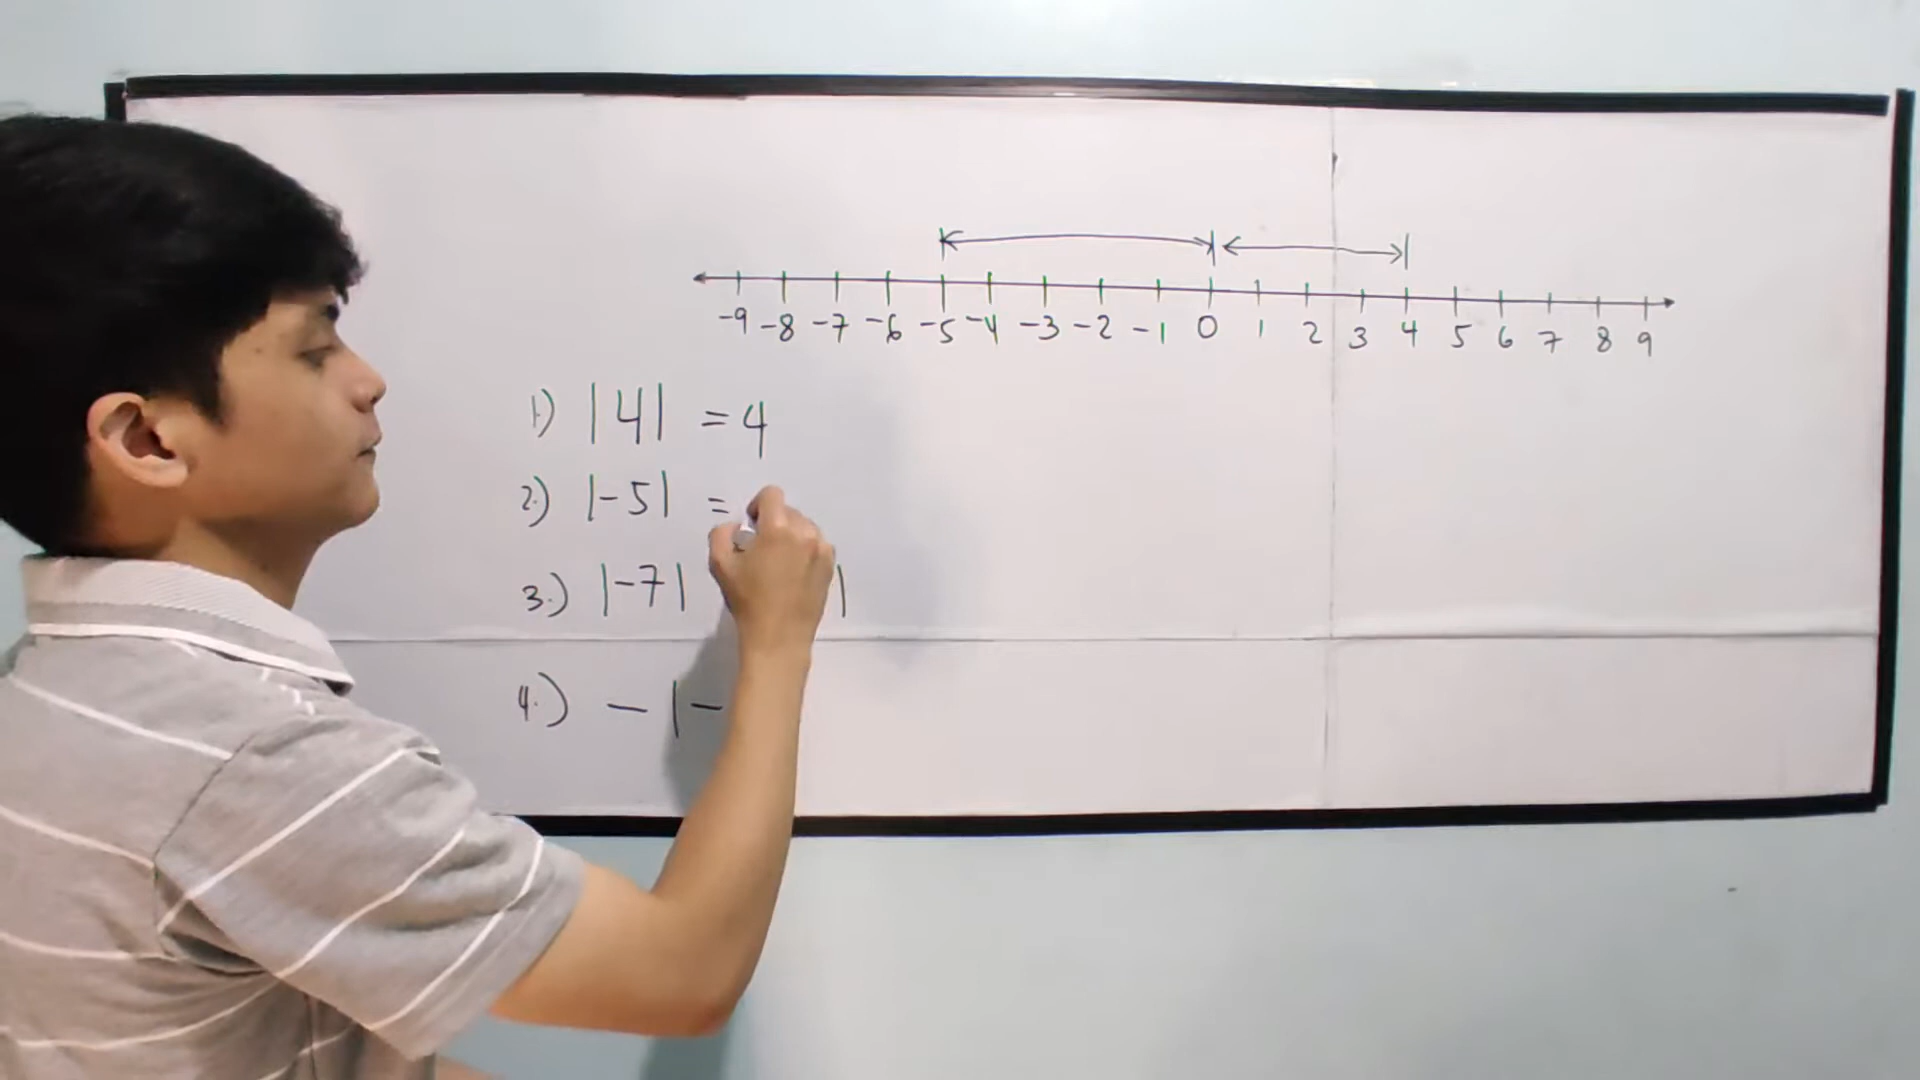 -9 -8 -7 -6 -5 -4 -3 -2 -1 0 1 2 3 4 5 6 7 8 9
1.) |4| = 4
2.) |-5| =
3.) |-7| |
4.) - |-